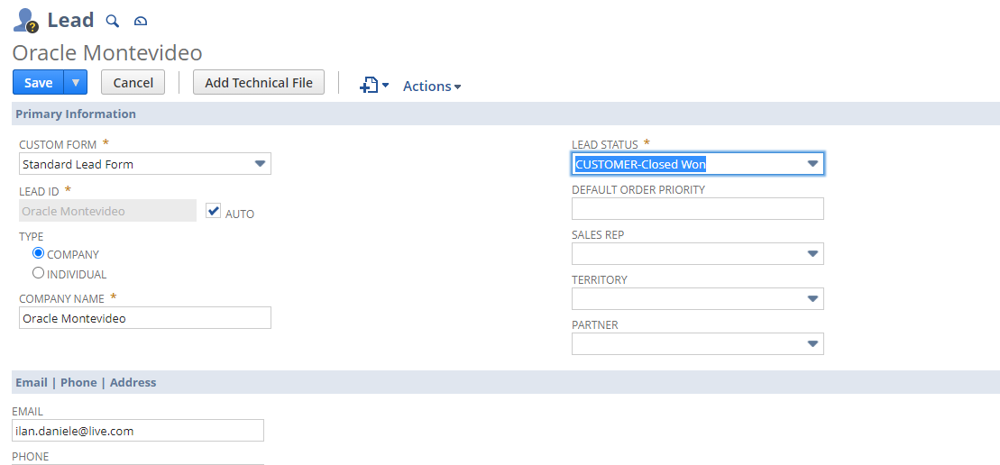 Lead
Oracle Montevideo
Save
Cancel
Add Technical File
Actions
Primary Information
CUSTOM FORM *
Standard Lead Form
LEAD ID *
Oracle Montevideo
AUTO
TYPE
COMPANY
INDIVIDUAL
COMPANY NAME *
Oracle Montevideo
LEAD STATUS *
CUSTOMER-Closed Won
DEFAULT ORDER PRIORITY
SALES REP
TERRITORY
PARTNER
Email | Phone | Address
EMAIL
ilan.daniele@live.com
PHONE